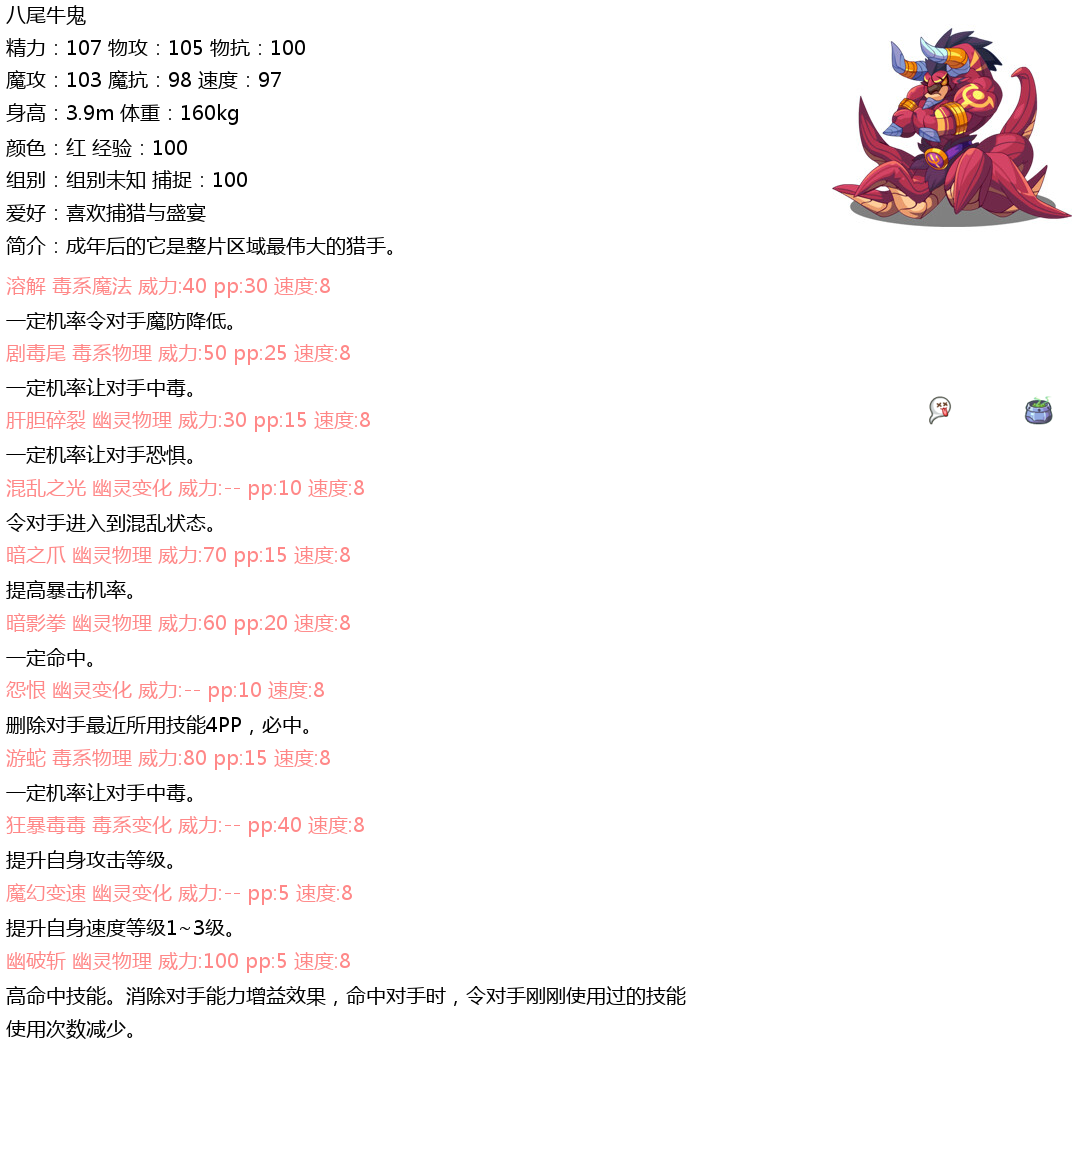 八尾牛鬼
精力：107 物攻：105 物抗：100
魔攻：103 魔抗：98 速度：97
身高：3.9m 体重：160kg
颜色：红 经验：100
组别：组别未知 捕捉：100
爱好：喜欢捕猎与盛宴
简介：成年后的它是整片区域最伟大的猎手。
溶解 毒系魔法 威力:40 pp:30 速度:8
一定机率令对手魔防降低。
剧毒尾 毒系物理 威力:50 pp:25 速度:8
一定机率让对手中毒。
肝胆碎裂 幽灵物理 威力:30 pp:15 速度:8
一定机率让对手恐惧。
混乱之光 幽灵变化 威力:-- pp:10 速度:8
令对手进入到混乱状态。
暗之爪 幽灵物理 威力:70 pp:15 速度:8
提高暴击机率。
暗影拳 幽灵物理 威力:60 pp:20 速度:8
一定命中。
怨恨 幽灵变化 威力:-- pp:10 速度:8
删除对手最近所用技能4PP，必中。
游蛇 毒系物理 威力:80 pp:15 速度:8
一定机率让对手中毒。
狂暴毒毒 毒系变化 威力:-- pp:40 速度:8
提升自身攻击等级。
魔幻变速 幽灵变化 威力:-- pp:5 速度:8
提升自身速度等级1~3级。
幽破斩 幽灵物理 威力:100 pp:5 速度:8
高命中技能。消除对手能力增益效果，命中对手时，令对手刚刚使用过的技能
使用次数减少。